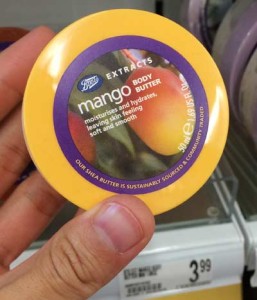 Boots
EXTRACTS
mango BODY
BUTTER
moisturises and hydrates,
leaving skin feeling
soft and smooth
OUR SHEA BUTTER IS SUSTAINABLY SOURCED & COMMUNITY TRADED
3.99